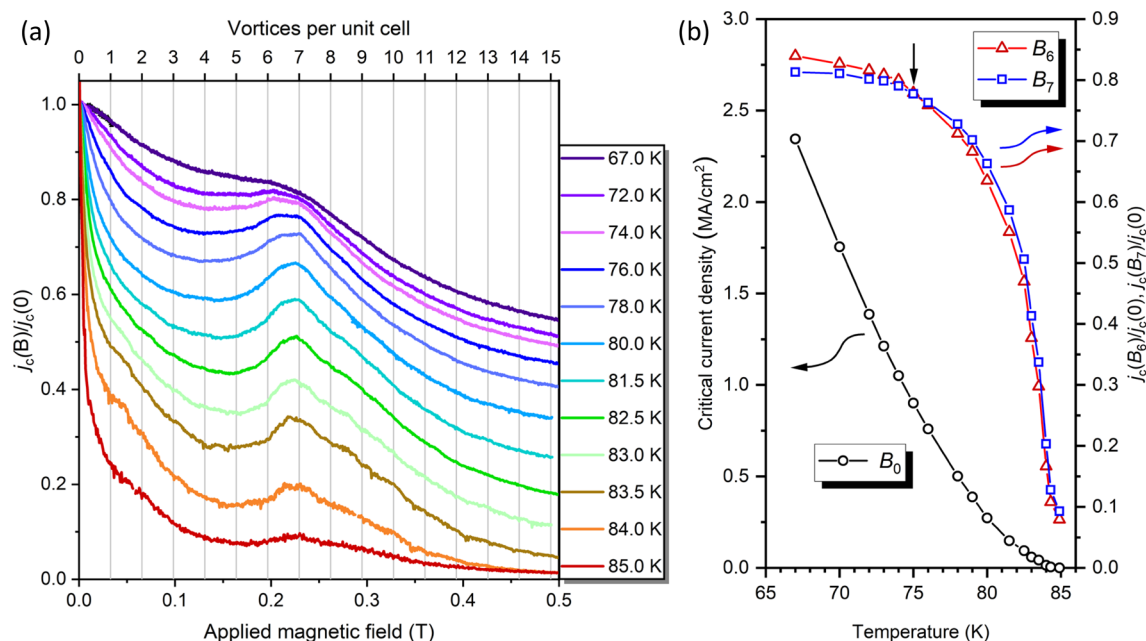 (a)
Vortices per unit cell
0 1 2 3 4 5 6 7 8 9 10 11 12 13 14 15
1.0
0.8
0.6
0.4
0.2
0.0
j_c(B)/j_c(0)
0.0 0.1 0.2 0.3 0.4 0.5
Applied magnetic field (T)
67.0 K
72.0 K
74.0 K
76.0 K
78.0 K
80.0 K
81.5 K
82.5 K
83.0 K
83.5 K
84.0 K
85.0 K
(b)
3.0
2.5
2.0
1.5
1.0
0.5
0.0
Critical current density (MA/cm²)
B₆
B₇
B₀
0.9
0.8
0.7
0.6
0.5
0.4
0.3
0.2
0.1
0.0
j_c(B₆)/j_c(0), j_c(B₇)/j_c(0)
65 70 75 80 85
Temperature (K)